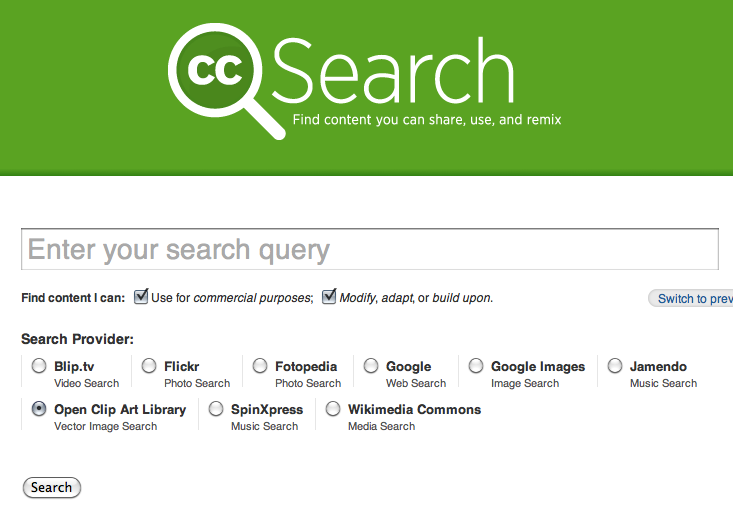 cc Search
Find content you can share, use, and remix
Enter your search query
Find content I can: Use for commercial purposes; Modify, adapt, or build upon.
Switch to prev
Search Provider:
Blip.tv Flickr Fotopedia Google Google Images Jamendo
Video Search Photo Search Photo Search Web Search Image Search Music Search
Open Clip Art Library SpinXpress Wikimedia Commons
Vector Image Search Music Search Media Search
Search